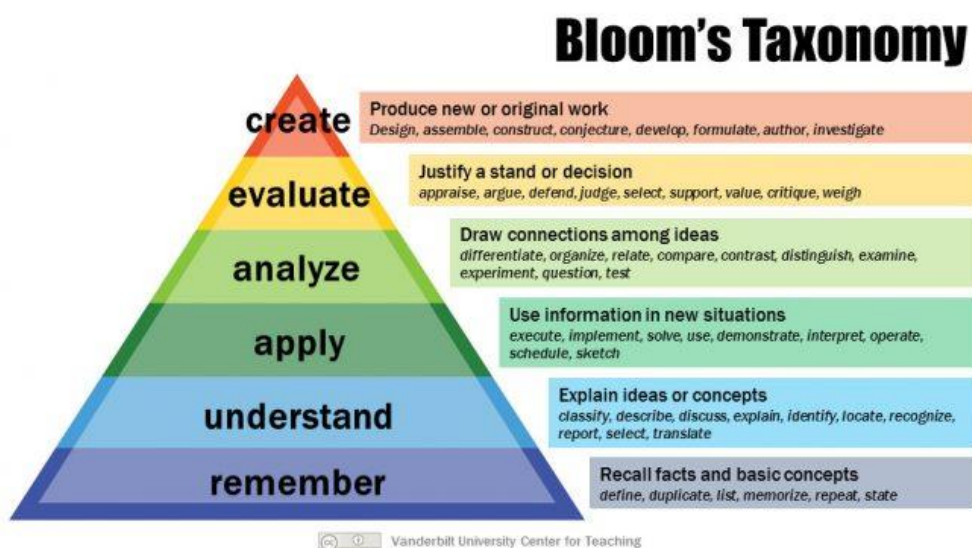 Bloom's Taxonomy
create
Produce new or original work
Design, assemble, construct, conjecture, develop, formulate, author, investigate
evaluate
Justify a stand or decision
appraise, argue, defend, judge, select, support, value, critique, weigh
analyze
Draw connections among ideas
differentiate, organize, relate, compare, contrast, distinguish, examine,
experiment, question, test
apply
Use information in new situations
execute, implement, solve, use, demonstrate, interpret, operate,
schedule, sketch
understand
Explain ideas or concepts
classify, describe, discuss, explain, identify, locate, recognize,
report, select, translate
remember
Recall facts and basic concepts
define, duplicate, list, memorize, repeat, state
cc
Vanderbilt University Center for Teaching